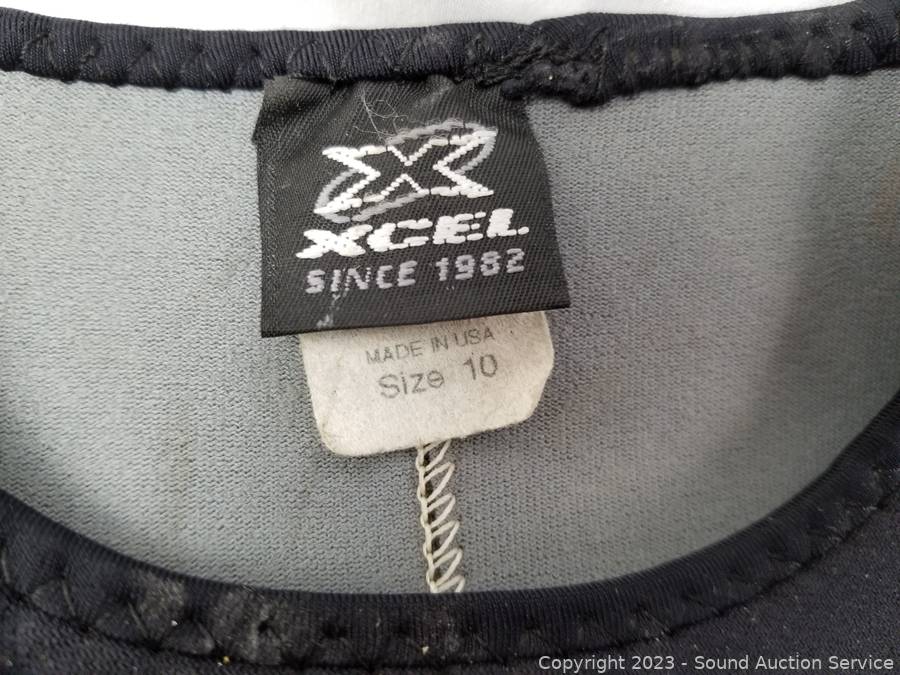 X
XCEL
SINCE 1982
MADE IN USA
Size 10
Copyright 2023 - Sound Auction Service